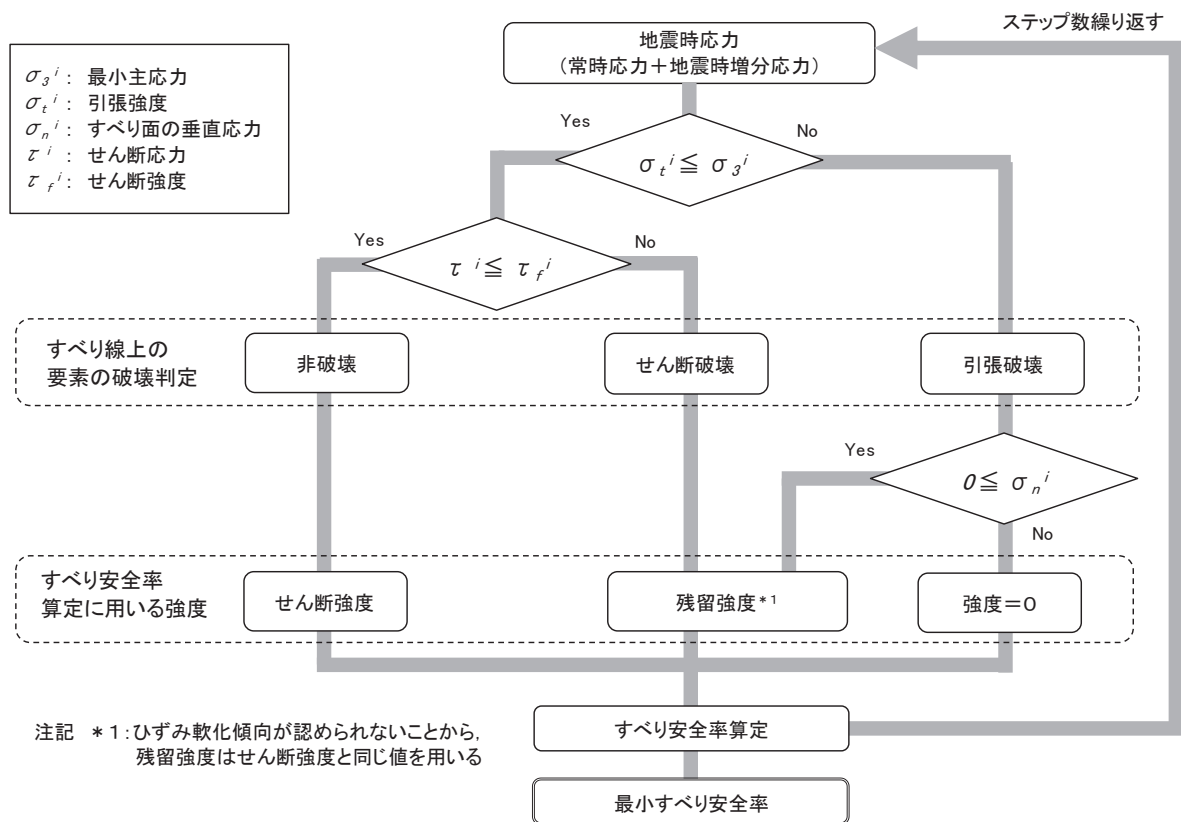 ステップ数繰り返す
地震時応力
(常時応力+地震時増分応力)
σ₃ⁱ: 最小主応力
σₜⁱ: 引張強度
σₙⁱ: すべり面の垂直応力
τⁱ: せん断応力
τ_fⁱ: せん断強度
Yes
No
σₜⁱ≦ σ₃ⁱ
Yes
No
τⁱ≦ τ_fⁱ
すべり線上の
要素の破壊判定
非破壊
せん断破壊
引張破壊
Yes
0≦ σₙⁱ
No
すべり安全率
算定に用いる強度
せん断強度
残留強度*1
強度=0
注記 *1:ひずみ軟化傾向が認められないことから,
残留強度はせん断強度と同じ値を用いる
すべり安全率算定
最小すべり安全率